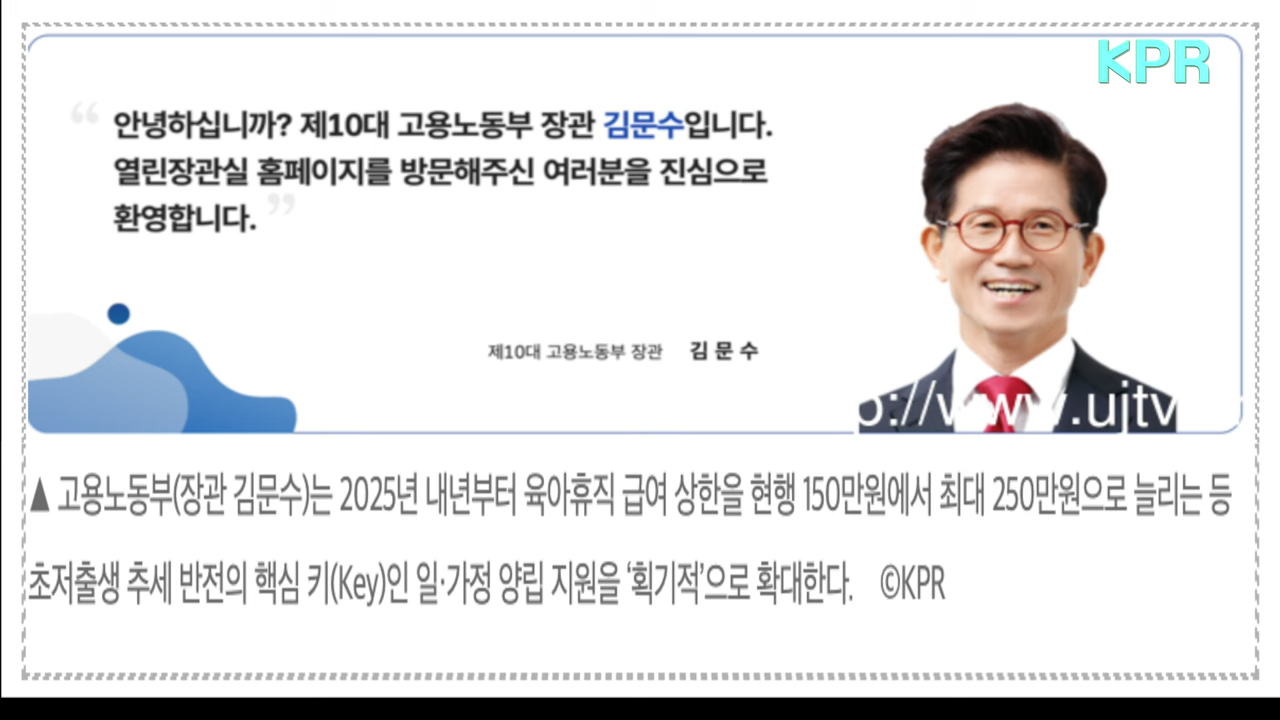 KPR
“ 안녕하십니까? 제10대 고용노동부 장관 김문수입니다.
열린장관실 홈페이지를 방문해주신 여러분을 진심으로
환영합니다. ”
제10대 고용노동부 장관 김 문 수
p://www.ujtv
▲ 고용노동부(장관 김문수)는 2025년 내년부터 육아휴직 급여 상한을 현행 150만원에서 최대 250만원으로 늘리는 등
초저출생 추세 반전의 핵심 키(Key)인 일·가정 양립 지원을 ‘획기적’으로 확대한다. ©KPR